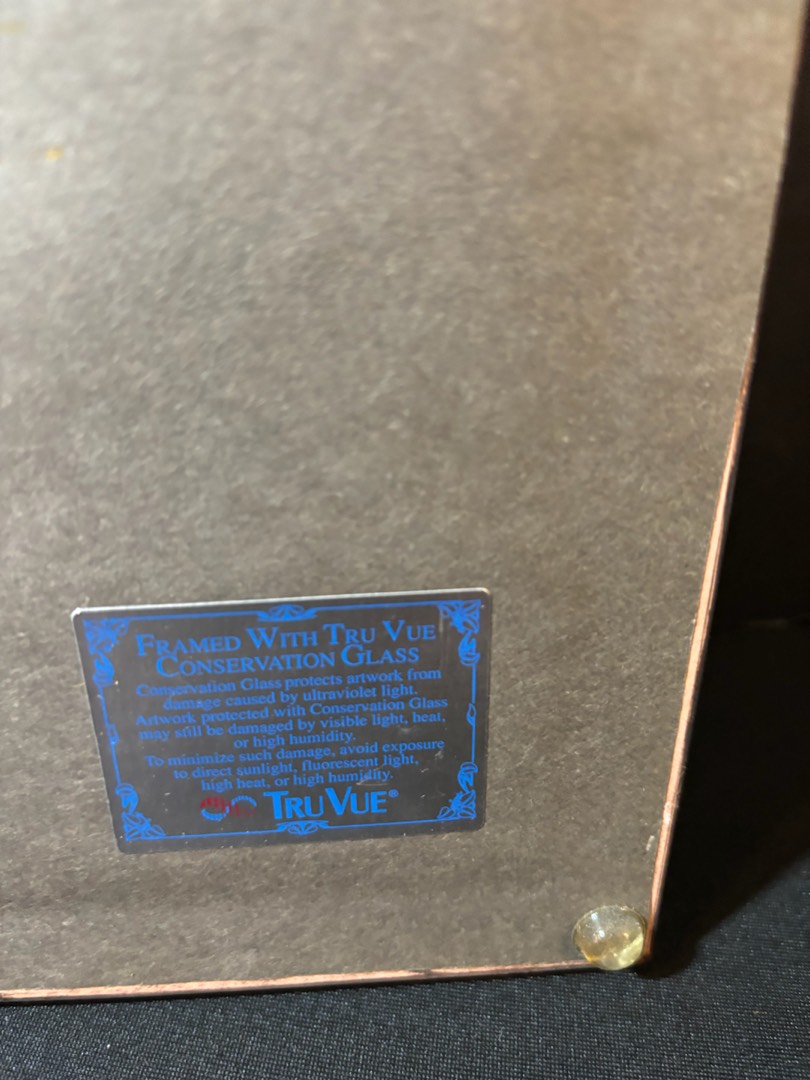 FRAMED WITH TRU VUE
CONSERVATION GLASS
Conservation Glass protects artwork from
damage caused by ultraviolet light.
Artwork protected with Conservation Glass
may still be damaged by visible light, heat,
or high humidity.
To minimize such damage, avoid exposure
to direct sunlight, fluorescent light,
high heat, or high humidity.
TRU VUE®